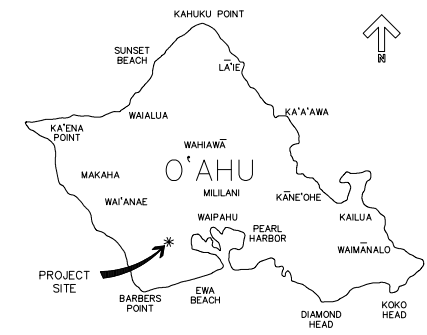 KAHUKU POINT
SUNSET
BEACH
LĀ'IE
N
WAIALUA
KA'A'AWA
KA'ENA
POINT
WAHIAWĀ
O'AHU
MAKAHA
MILILANI
WAI'ANAE
KĀNE'OHE
WAIPAHU
KAILUA
PEARL
HARBOR
WAIMĀNALO
PROJECT
SITE
BARBERS
POINT
EWA
BEACH
DIAMOND
HEAD
KOKO
HEAD